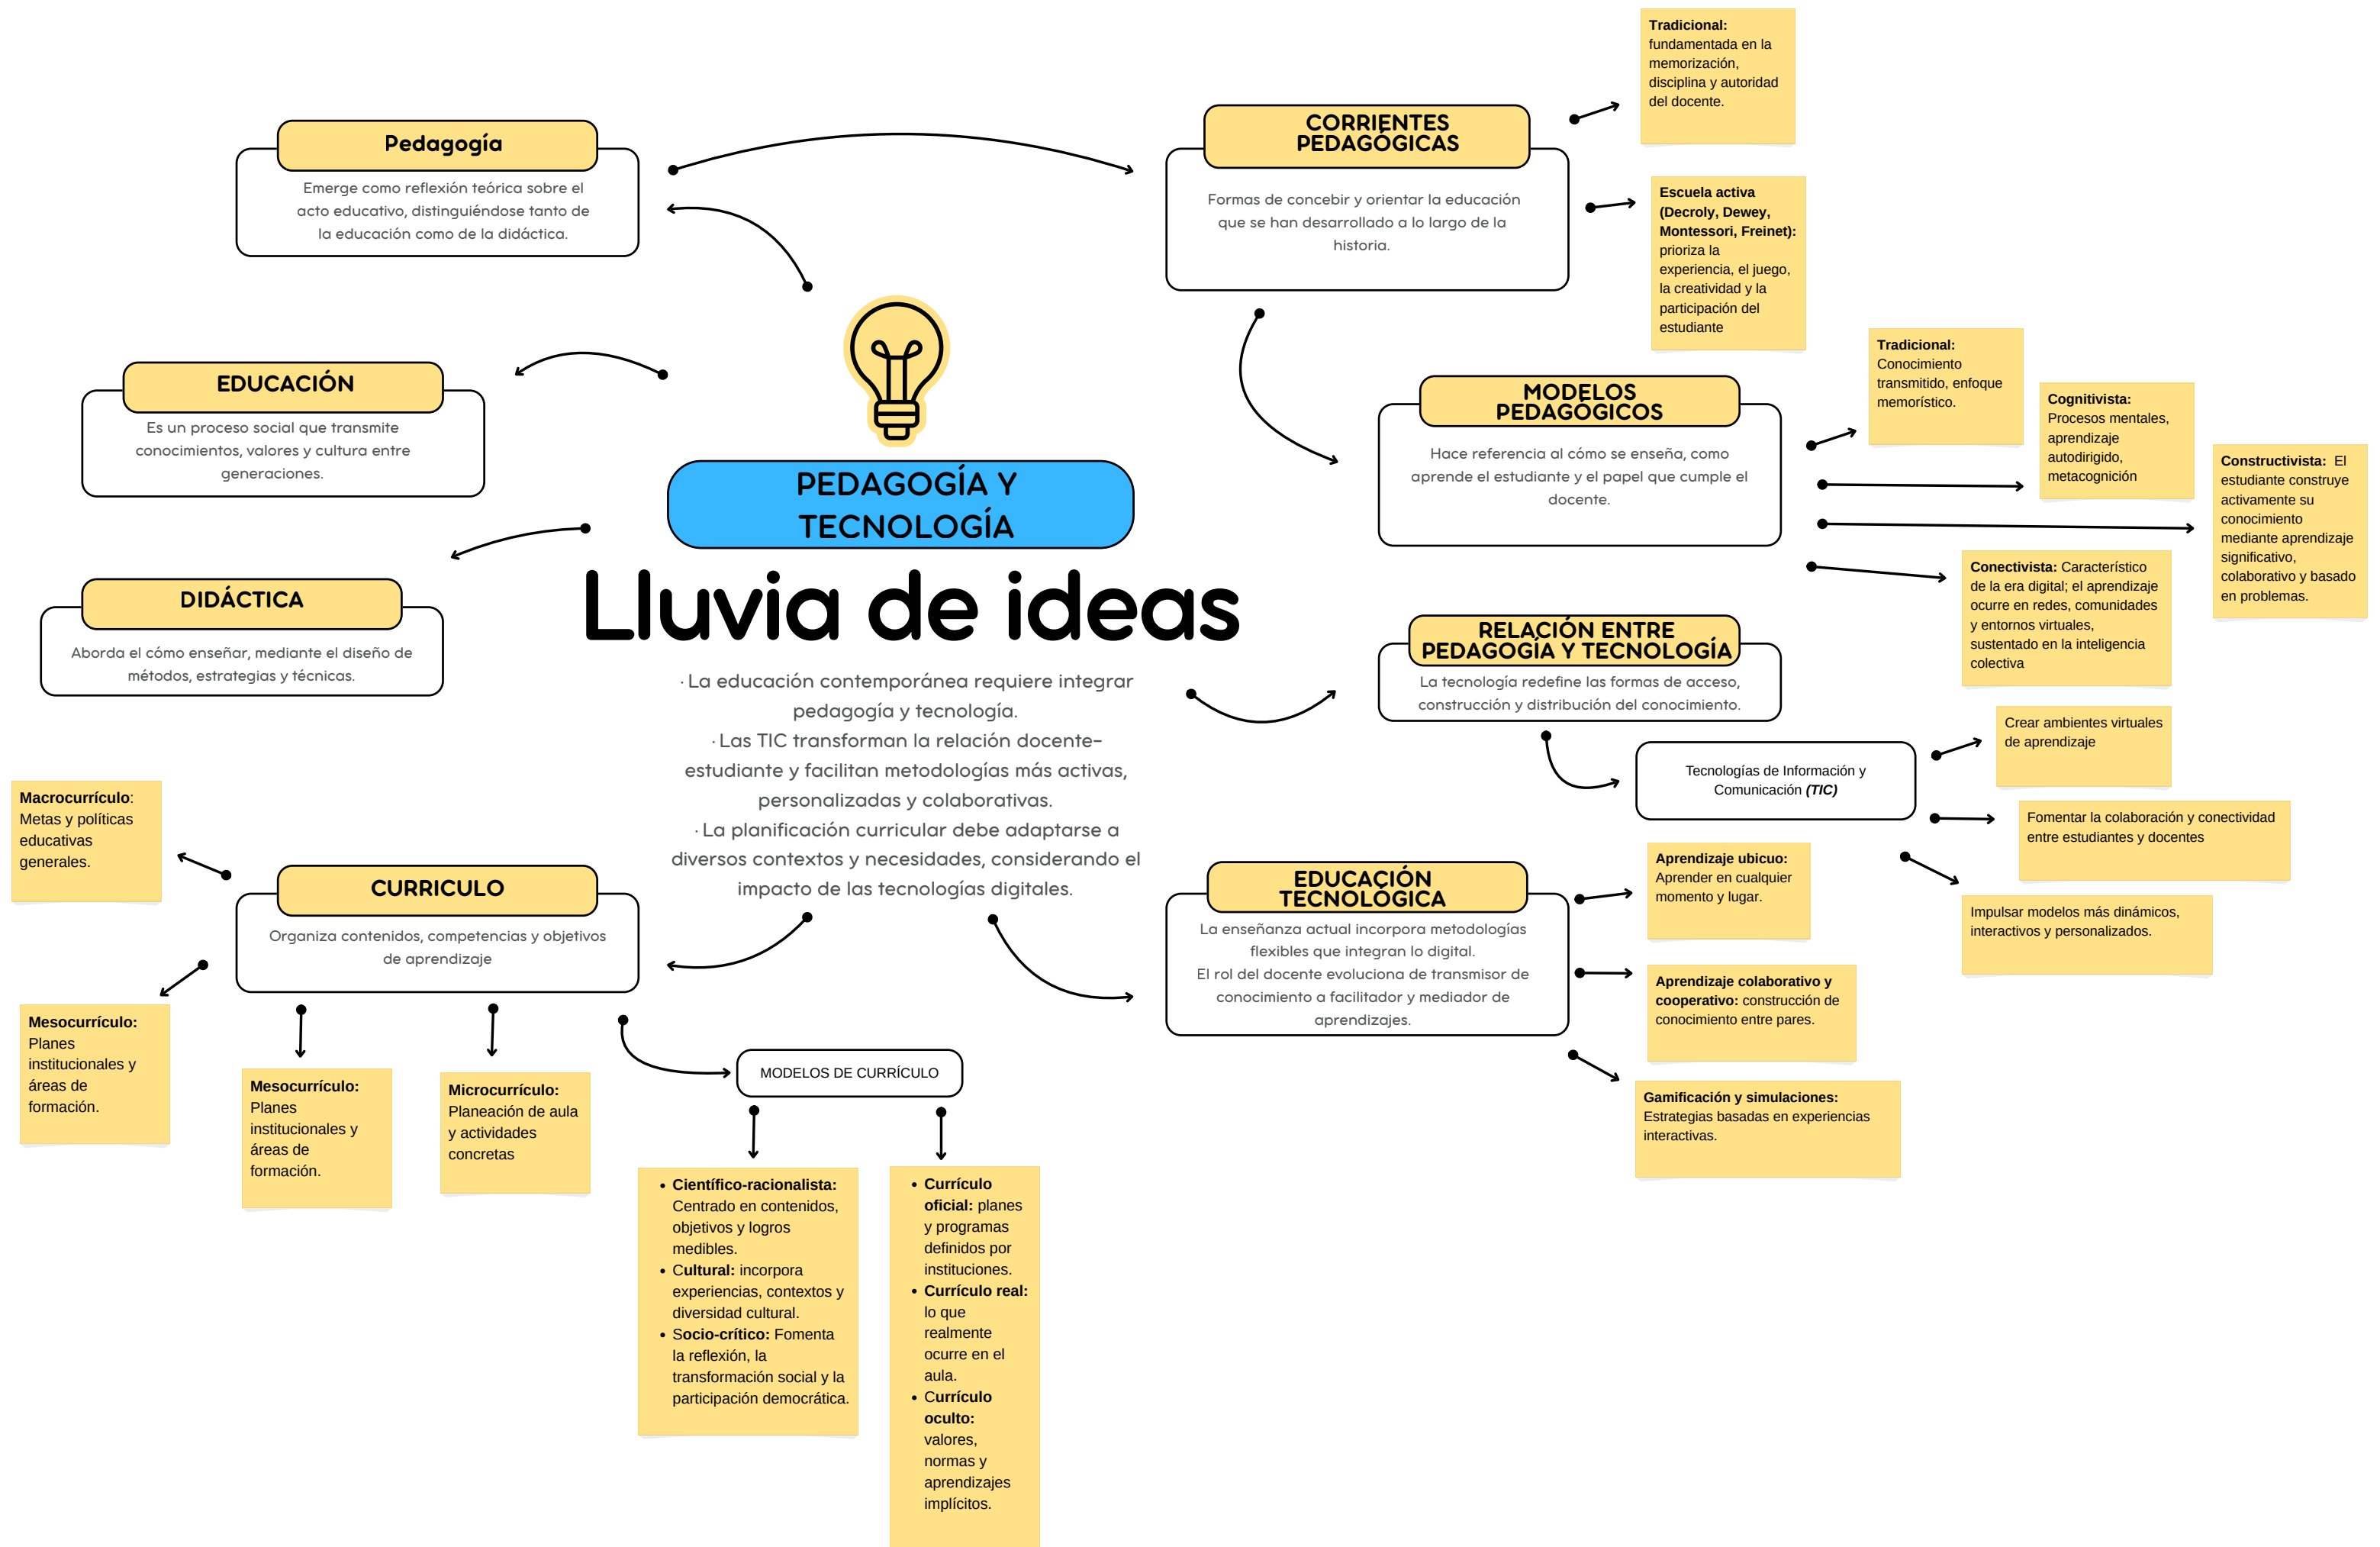 Pedagogía
Emerge como reflexión teórica sobre el
acto educativo, distinguiéndose tanto de
la educación como de la didáctica.
EDUCACIÓN
Es un proceso social que transmite
conocimientos, valores y cultura entre
generaciones.
DIDÁCTICA
Aborda el cómo enseñar, mediante el diseño de
métodos, estrategias y técnicas.
PEDAGOGÍA Y
TECNOLOGÍA
Lluvia de ideas
· La educación contemporánea requiere integrar
pedagogía y tecnología.
· Las TIC transforman la relación docente-
estudiante y facilitan metodologías más activas,
personalizadas y colaborativas.
· La planificación curricular debe adaptarse a
diversos contextos y necesidades, considerando el
impacto de las tecnologías digitales.
CORRIENTES
PEDAGÓGICAS
Formas de concebir y orientar la educación
que se han desarrollado a lo largo de la
historia.
Tradicional:
fundamentada en la
memorización,
disciplina y autoridad
del docente.
Escuela activa
(Decroly, Dewey,
Montessori, Freinet):
prioriza la
experiencia, el juego,
la creatividad y la
participación del
estudiante
MODELOS
PEDAGÓGICOS
Hace referencia al cómo se enseña, como
aprende el estudiante y el papel que cumple el
docente.
Tradicional:
Conocimiento
transmitido, enfoque
memorístico.
Cognitivista:
Procesos mentales,
aprendizaje
autodirigido,
metacognición
Constructivista: El
estudiante construye
activamente su
conocimiento
mediante aprendizaje
significativo,
colaborativo y basado
en problemas.
Conectivista: Característico
de la era digital; el aprendizaje
ocurre en redes, comunidades
y entornos virtuales,
sustentado en la inteligencia
colectiva
RELACIÓN ENTRE
PEDAGOGÍA Y TECNOLOGÍA
La tecnología redefine las formas de acceso,
construcción y distribución del conocimiento.
Tecnologías de Información y
Comunicación (TIC)
Crear ambientes virtuales
de aprendizaje
Fomentar la colaboración y conectividad
entre estudiantes y docentes
Impulsar modelos más dinámicos,
interactivos y personalizados.
EDUCACIÓN
TECNOLÓGICA
La enseñanza actual incorpora metodologías
flexibles que integran lo digital.
El rol del docente evoluciona de transmisor de
conocimiento a facilitador y mediador de
aprendizajes.
Aprendizaje ubicuo:
Aprender en cualquier
momento y lugar.
Aprendizaje colaborativo y
cooperativo: construcción de
conocimiento entre pares.
Gamificación y simulaciones:
Estrategias basadas en experiencias
interactivas.
CURRICULO
Organiza contenidos, competencias y objetivos
de aprendizaje
Macrocurrículo:
Metas y políticas
educativas
generales.
Mesocurrículo:
Planes
institucionales y
áreas de
formación.
Mesocurrículo:
Planes
institucionales y
áreas de
formación.
Microcurrículo:
Planeación de aula
y actividades
concretas
MODELOS DE CURRÍCULO
• Científico-racionalista:
Centrado en contenidos,
objetivos y logros
medibles.
• Cultural: incorpora
experiencias, contextos y
diversidad cultural.
• Socio-crítico: Fomenta
la reflexión, la
transformación social y la
participación democrática.
• Currículo
oficial: planes
y programas
definidos por
instituciones.
• Currículo real:
lo que
realmente
ocurre en el
aula.
• Currículo
oculto:
valores,
normas y
aprendizajes
implícitos.